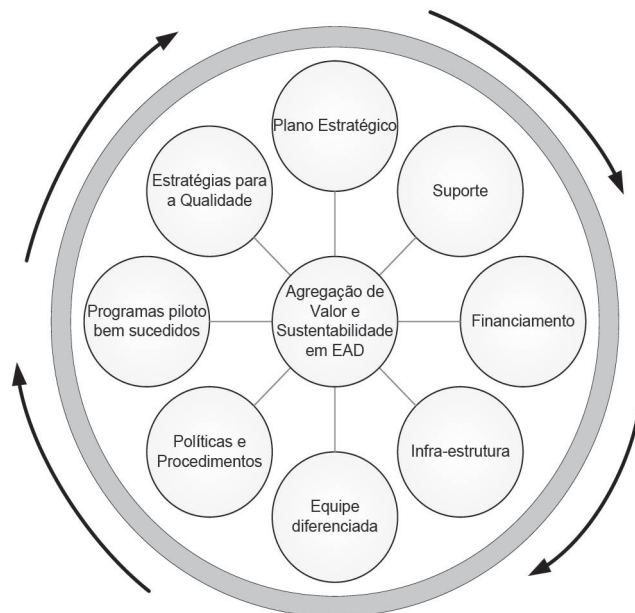 Plano Estratégico
Suporte
Financiamento
Infra-estrutura
Equipe
diferenciada
Políticas e
Procedimentos
Programas piloto
bem sucedidos
Estratégias para
a Qualidade
Agregação de
Valor e
Sustentabilidade
em EAD